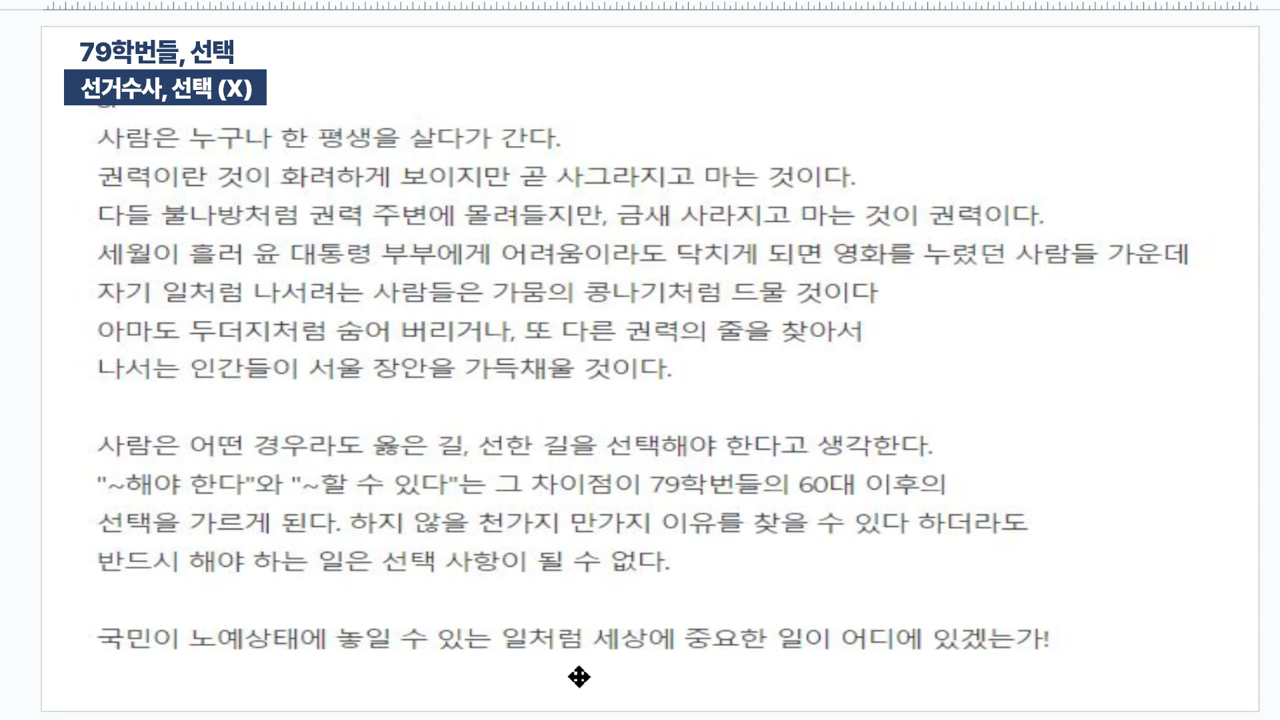 79학번들, 선택
선거수사, 선택 (X)
사람은 누구나 한 평생을 살다가 간다.
권력이란 것이 화려하게 보이지만 곧 사그라지고 마는 것이다.
다들 불나방처럼 권력 주변에 몰려들지만, 금새 사라지고 마는 것이 권력이다.
세월이 흘러 윤 대통령 부부에게 어려움이라도 닥치게 되면 영화를 누렸던 사람들 가운데
자기 일처럼 나서려는 사람들은 가뭄의 콩나기처럼 드물 것이다
아마도 두더지처럼 숨어 버리거나, 또 다른 권력의 줄을 찾아서
나서는 인간들이 서울 장안을 가득채울 것이다.
사람은 어떤 경우라도 옳은 길, 선한 길을 선택해야 한다고 생각한다.
"~해야 한다"와 "~할 수 있다"는 그 차이점이 79학번들의 60대 이후의
선택을 가르게 된다. 하지 않을 천가지 만가지 이유를 찾을 수 있다 하더라도
반드시 해야 하는 일은 선택 사항이 될 수 없다.
국민이 노예상태에 놓일 수 있는 일처럼 세상에 중요한 일이 어디에 있겠는가!